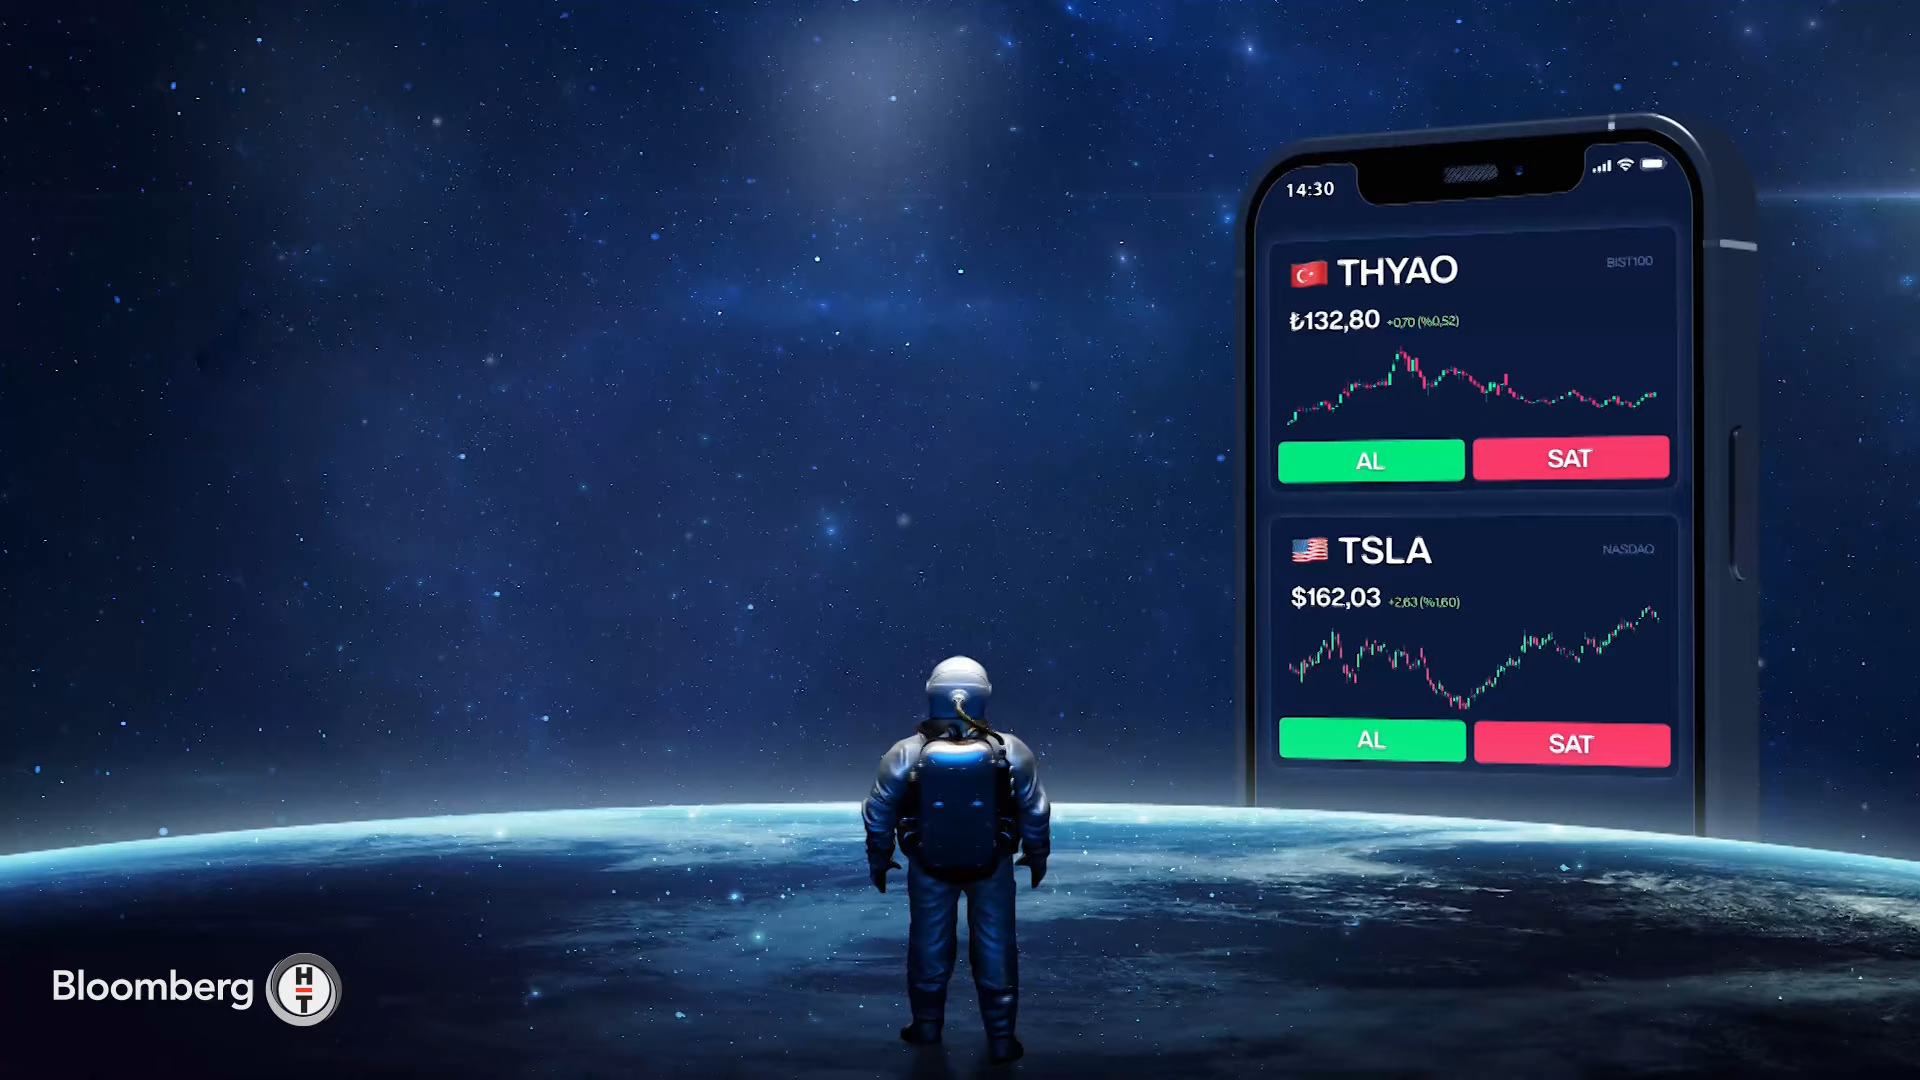 14:30
THYAO
BIST100
₺132,80 +0,70 (%0,52)
AL
SAT
TSLA
NASDAQ
$162,03 +2,63 (%1,60)
AL
SAT
Bloomberg HT